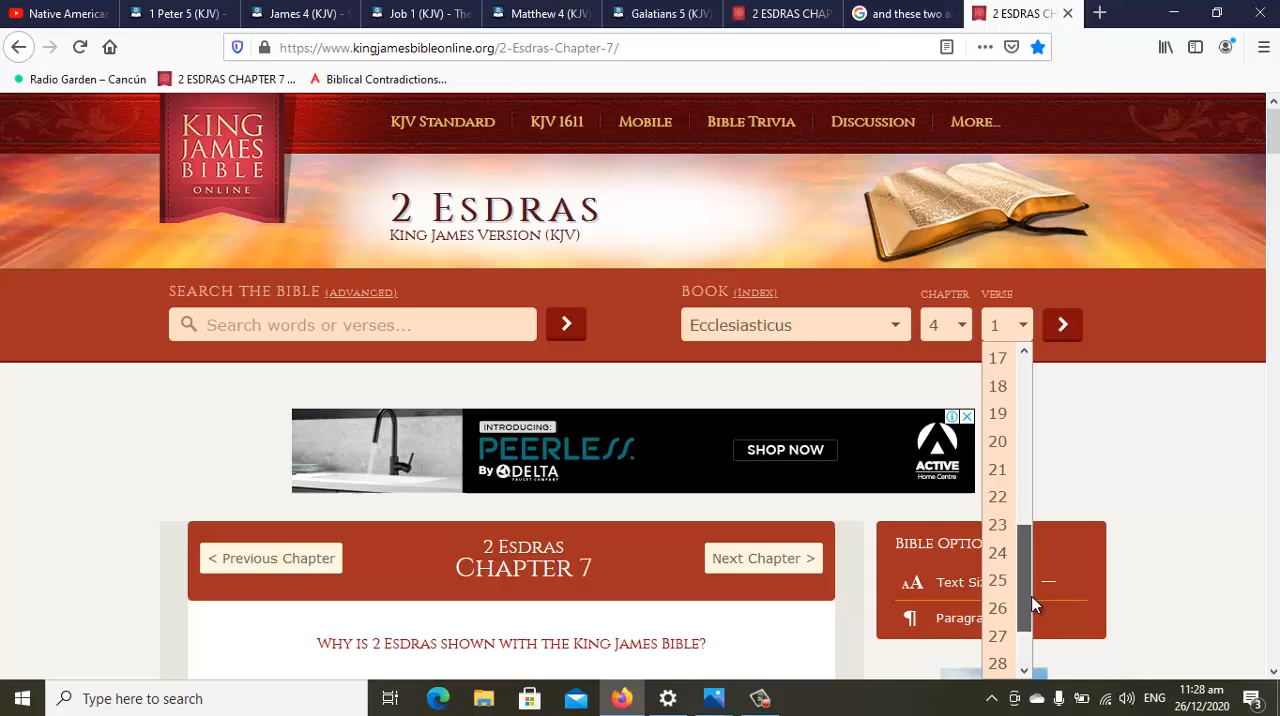 Native American
1 Peter 5 (KJV) -
James 4 (KJV) - S
Job 1 (KJV) - The
Matthew 4 (KJV)
Galatians 5 (KJV)
2 ESDRAS CHAP
and these two a
2 ESDRAS CH
https://www.kingjamesbibleonline.org/2-Esdras-Chapter-7/
Radio Garden – Cancún
2 ESDRAS CHAPTER 7 ...
Biblical Contradictions...
KING
JAMES
BIBLE
ONLINE
KJV Standard
KJV 1611
Mobile
Bible Trivia
Discussion
More...
2 Esdras
King James Version (KJV)
Search the Bible (Advanced)
Book (Index)
Chapter
Verse
Search words or verses...
Ecclesiasticus
4
1
17
18
19
20
21
22
23
24
25
26
27
28
INTRODUCING:
PEERLESS.
By DELTA
FAUCET COMPANY
SHOP NOW
ACTIVE
Home Centre
< Previous Chapter
2 Esdras
Chapter 7
Next Chapter >
Bible Optio
AA Text Si
¶ Paragra
Why is 2 Esdras shown with the King James Bible?
Type here to search
ENG
11:28 am
26/12/2020
3